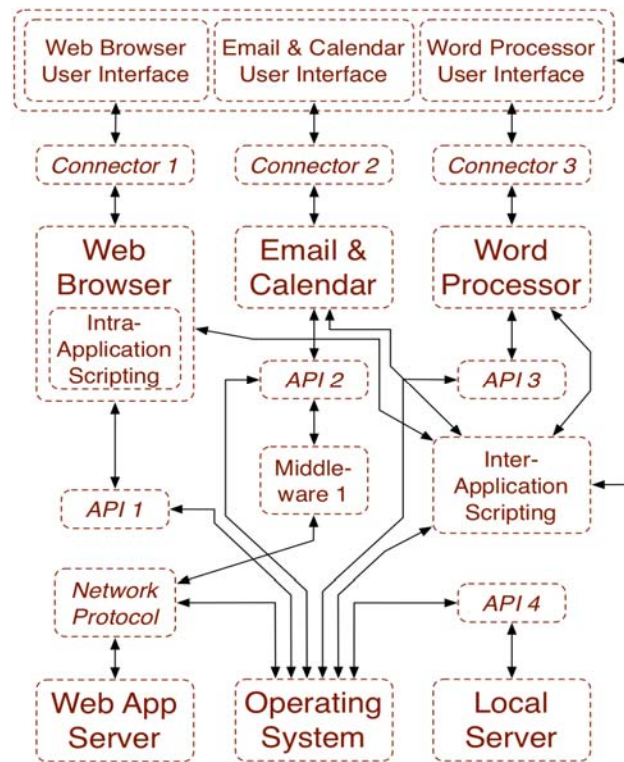 Web Browser
User Interface
Email & Calendar
User Interface
Word Processor
User Interface
Connector 1
Connector 2
Connector 3
Web
Browser
Intra-
Application
Scripting
Email &
Calendar
Word
Processor
API 2
API 3
Middle-
ware 1
Inter-
Application
Scripting
API 1
Network
Protocol
API 4
Web App
Server
Operating
System
Local
Server